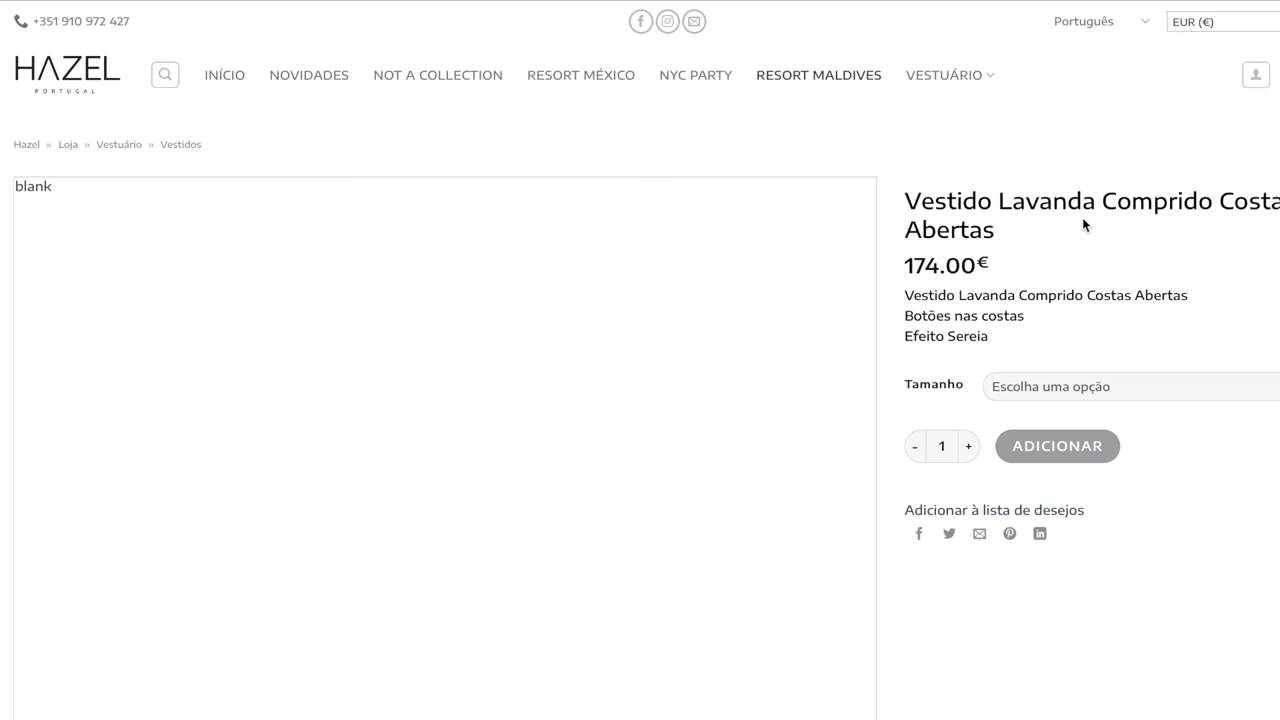 +351 910 972 427
Português
EUR (€)
HAZEL
PORTUGAL
INÍCIO
NOVIDADES
NOT A COLLECTION
RESORT MÉXICO
NYC PARTY
RESORT MALDIVES
VESTUÁRIO
Hazel » Loja » Vestuário » Vestidos
blank
Vestido Lavanda Comprido Costa
Abertas
174.00€
Vestido Lavanda Comprido Costas Abertas
Botões nas costas
Efeito Sereia
Tamanho
Escolha uma opção
- 1 +
ADICIONAR
Adicionar à lista de desejos